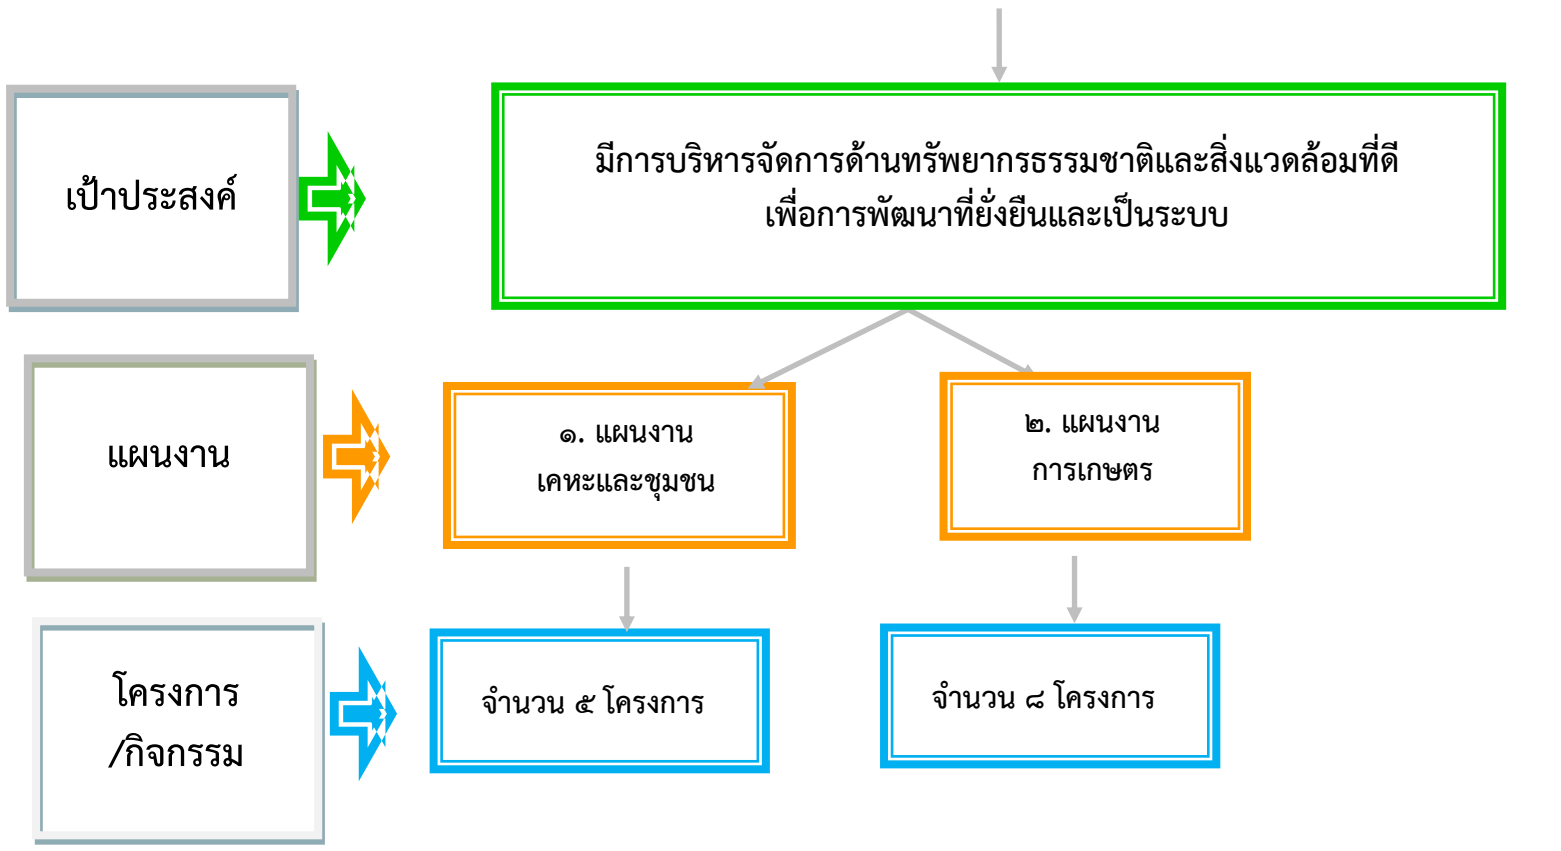 เป้าประสงค์
มีการบริหารจัดการด้านทรัพยากรธรรมชาติและสิ่งแวดล้อมที่ดี
เพื่อการพัฒนาที่ยั่งยืนและเป็นระบบ
แผนงาน
๑. แผนงาน
เคหะและชุมชน
๒. แผนงาน
การเกษตร
โครงการ
/กิจกรรม
จำนวน ๕ โครงการ
จำนวน ๘ โครงการ